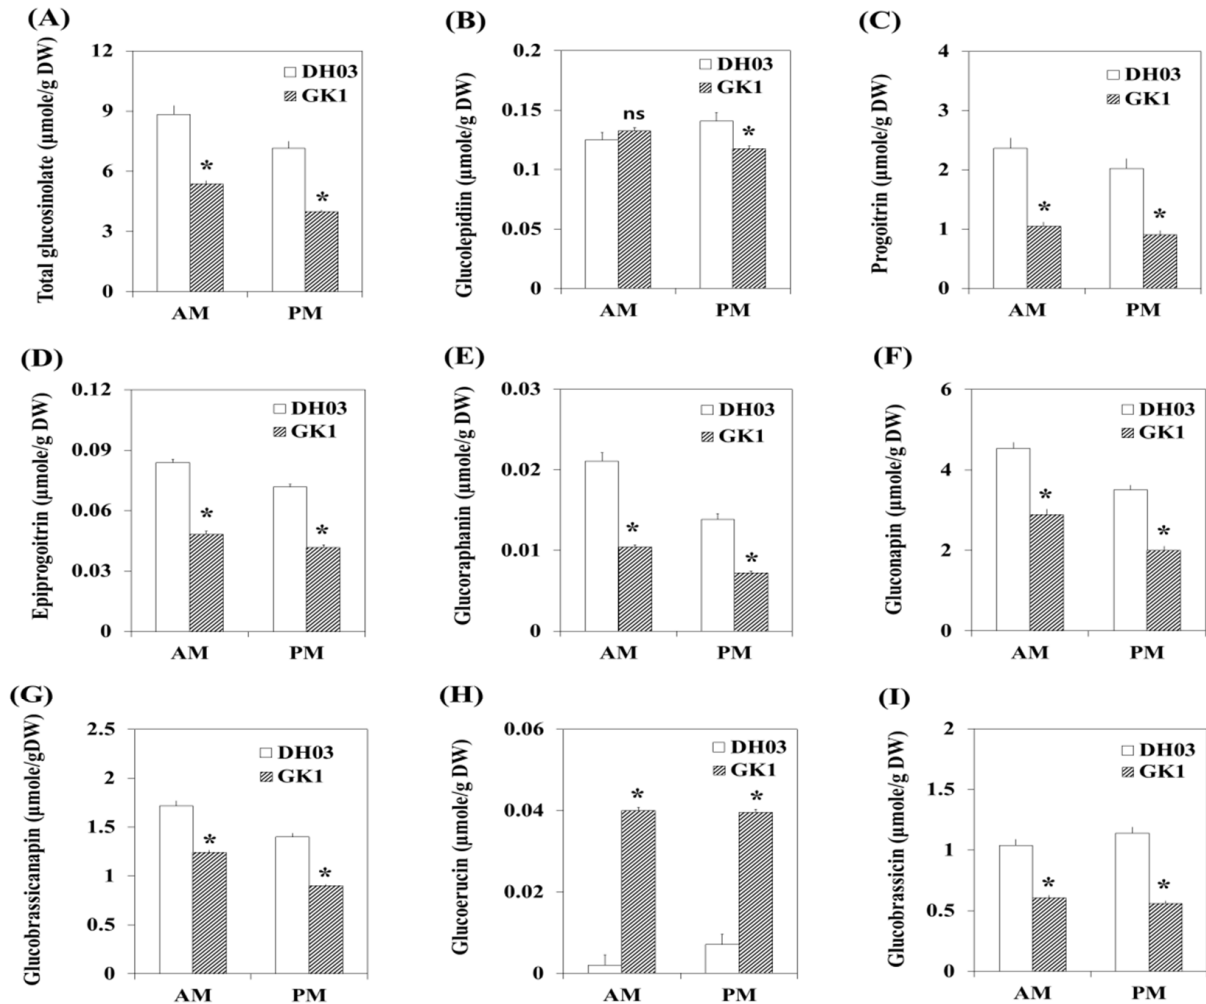 (A)
Total glucosinolate (μmole/g DW)
12
9
6
3
0
DH03
GK1
*
*
AM PM
(B)
Glucolepidiin (μmole/g DW)
0.2
0.15
0.1
0.05
0
DH03
GK1
ns
*
AM PM
(C)
Progoitrin (μmole/g DW)
4
3
2
1
0
DH03
GK1
*
*
AM PM
(D)
Epiprogoitrin (μmole/g DW)
0.12
0.09
0.06
0.03
0
DH03
GK1
*
*
AM PM
(E)
Glucoraphanin (μmole/g DW)
0.03
0.02
0.01
0
DH03
GK1
*
*
AM PM
(F)
Gluconapin (μmole/g DW)
6
4
2
0
DH03
GK1
*
*
AM PM
(G)
Glucobrassicanapin (μmole/gDW)
2.5
2
1.5
1
0.5
0
DH03
GK1
*
*
AM PM
(H)
Glucoerucin (μmole/g DW)
0.06
0.04
0.02
0
DH03
GK1
*
*
AM PM
(I)
Glucobrassicin (μmole/g DW)
2
1.5
1
0.5
0
DH03
GK1
*
*
AM PM